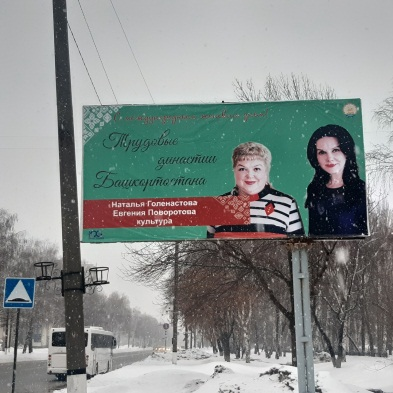 Трудовые
династии
Башкортостана
Наталья Голенастова
Евгения Поворотова
культура